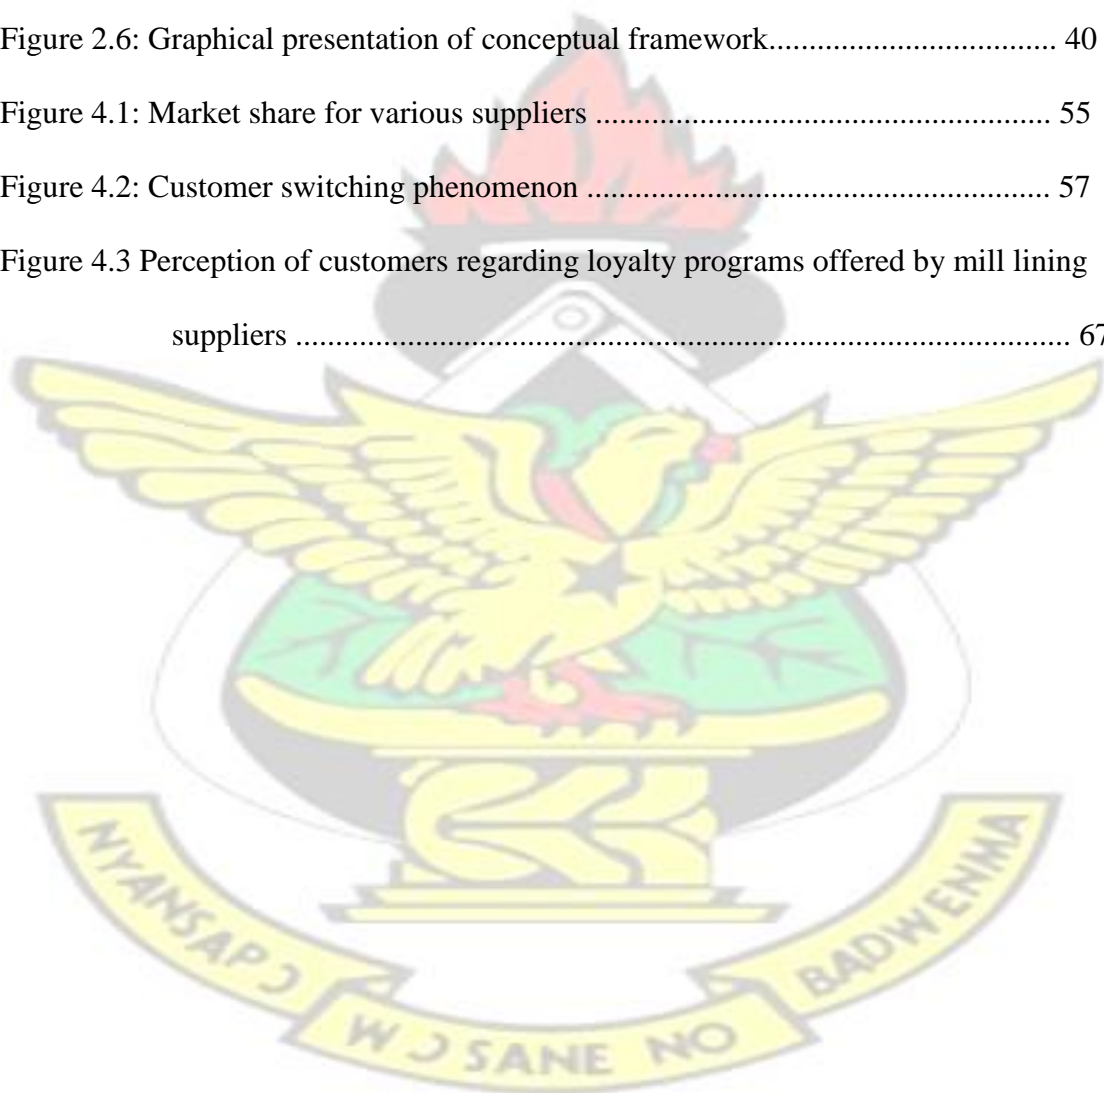 Figure 2.6: Graphical presentation of conceptual framework.................................... 40
Figure 4.1: Market share for various suppliers ......................................................... 55
Figure 4.2: Customer switching phenomenon .......................................................... 57
Figure 4.3 Perception of customers regarding loyalty programs offered by mill lining
suppliers ................................................................................................. 67
NYANSAPƆ
WƆ SANE NO
BADWENMA